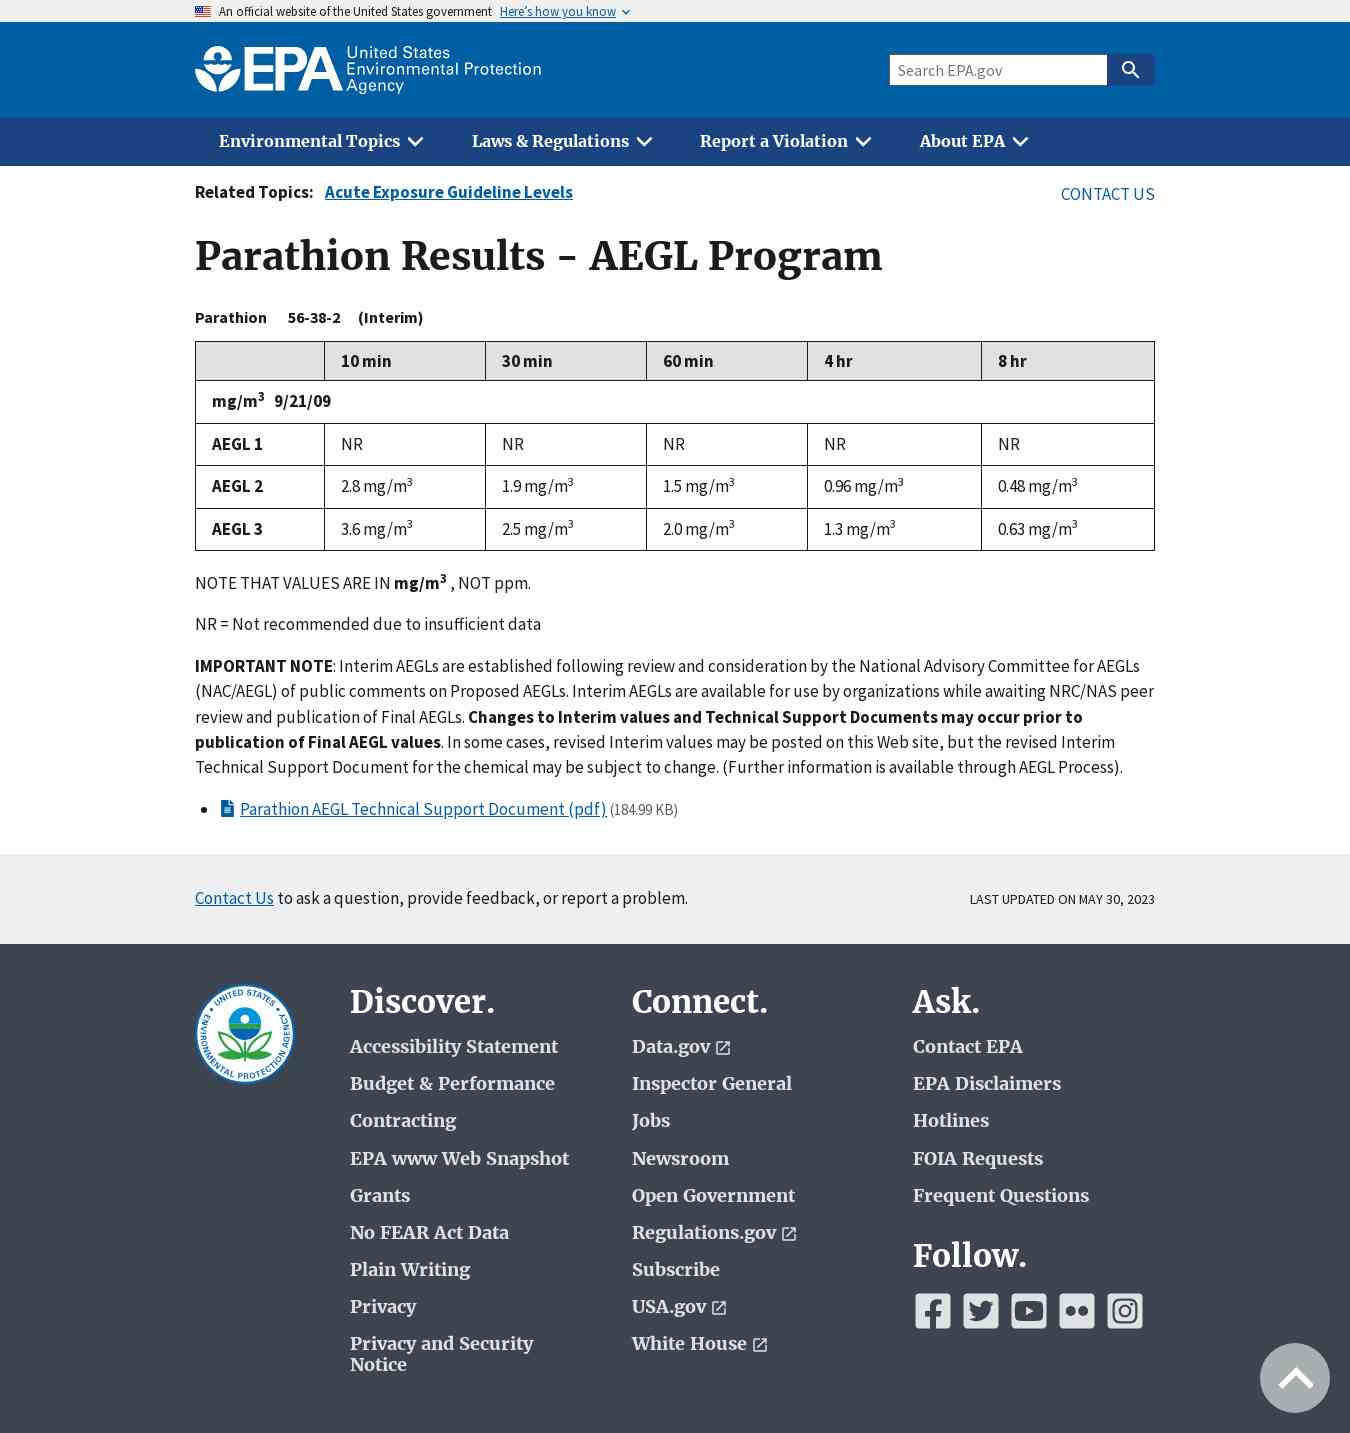 An official website of the United States government Here’s how you know
EPA United States
Environmental Protection
Agency
Search EPA.gov
Environmental Topics Laws & Regulations Report a Violation About EPA
Related Topics: Acute Exposure Guideline Levels CONTACT US
Parathion Results - AEGL Program
Parathion 56-38-2 (Interim)
10 min 30 min 60 min 4 hr 8 hr
mg/m³ 9/21/09
AEGL 1 NR NR NR NR NR
AEGL 2 2.8 mg/m³ 1.9 mg/m³ 1.5 mg/m³ 0.96 mg/m³ 0.48 mg/m³
AEGL 3 3.6 mg/m³ 2.5 mg/m³ 2.0 mg/m³ 1.3 mg/m³ 0.63 mg/m³
NOTE THAT VALUES ARE IN mg/m³ , NOT ppm.
NR = Not recommended due to insufficient data
IMPORTANT NOTE: Interim AEGLs are established following review and consideration by the National Advisory Committee for AEGLs
(NAC/AEGL) of public comments on Proposed AEGLs. Interim AEGLs are available for use by organizations while awaiting NRC/NAS peer
review and publication of Final AEGLs. Changes to Interim values and Technical Support Documents may occur prior to
publication of Final AEGL values. In some cases, revised Interim values may be posted on this Web site, but the revised Interim
Technical Support Document for the chemical may be subject to change. (Further information is available through AEGL Process).
Parathion AEGL Technical Support Document (pdf) (184.99 KB)
Contact Us to ask a question, provide feedback, or report a problem. LAST UPDATED ON MAY 30, 2023
UNITED STATES
ENVIRONMENTAL PROTECTION AGENCY
Discover.
Accessibility Statement
Budget & Performance
Contracting
EPA www Web Snapshot
Grants
No FEAR Act Data
Plain Writing
Privacy
Privacy and Security
Notice
Connect.
Data.gov
Inspector General
Jobs
Newsroom
Open Government
Regulations.gov
Subscribe
USA.gov
White House
Ask.
Contact EPA
EPA Disclaimers
Hotlines
FOIA Requests
Frequent Questions
Follow.